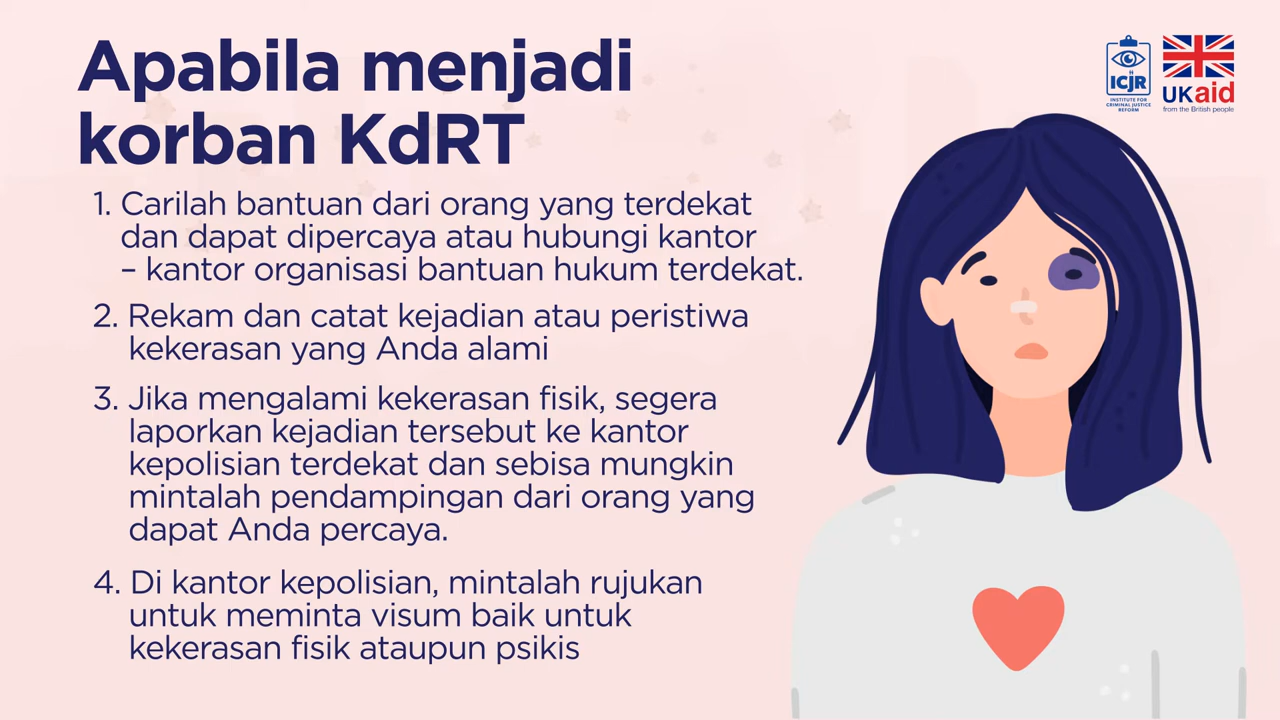 Apabila menjadi
korban KdRT
ICJR
INSTITUTE FOR
CRIMINAL JUSTICE
REFORM
UKaid
from the British people
1. Carilah bantuan dari orang yang terdekat
dan dapat dipercaya atau hubungi kantor
– kantor organisasi bantuan hukum terdekat.
2. Rekam dan catat kejadian atau peristiwa
kekerasan yang Anda alami
3. Jika mengalami kekerasan fisik, segera
laporkan kejadian tersebut ke kantor
kepolisian terdekat dan sebisa mungkin
mintalah pendampingan dari orang yang
dapat Anda percaya.
4. Di kantor kepolisian, mintalah rujukan
untuk meminta visum baik untuk
kekerasan fisik ataupun psikis